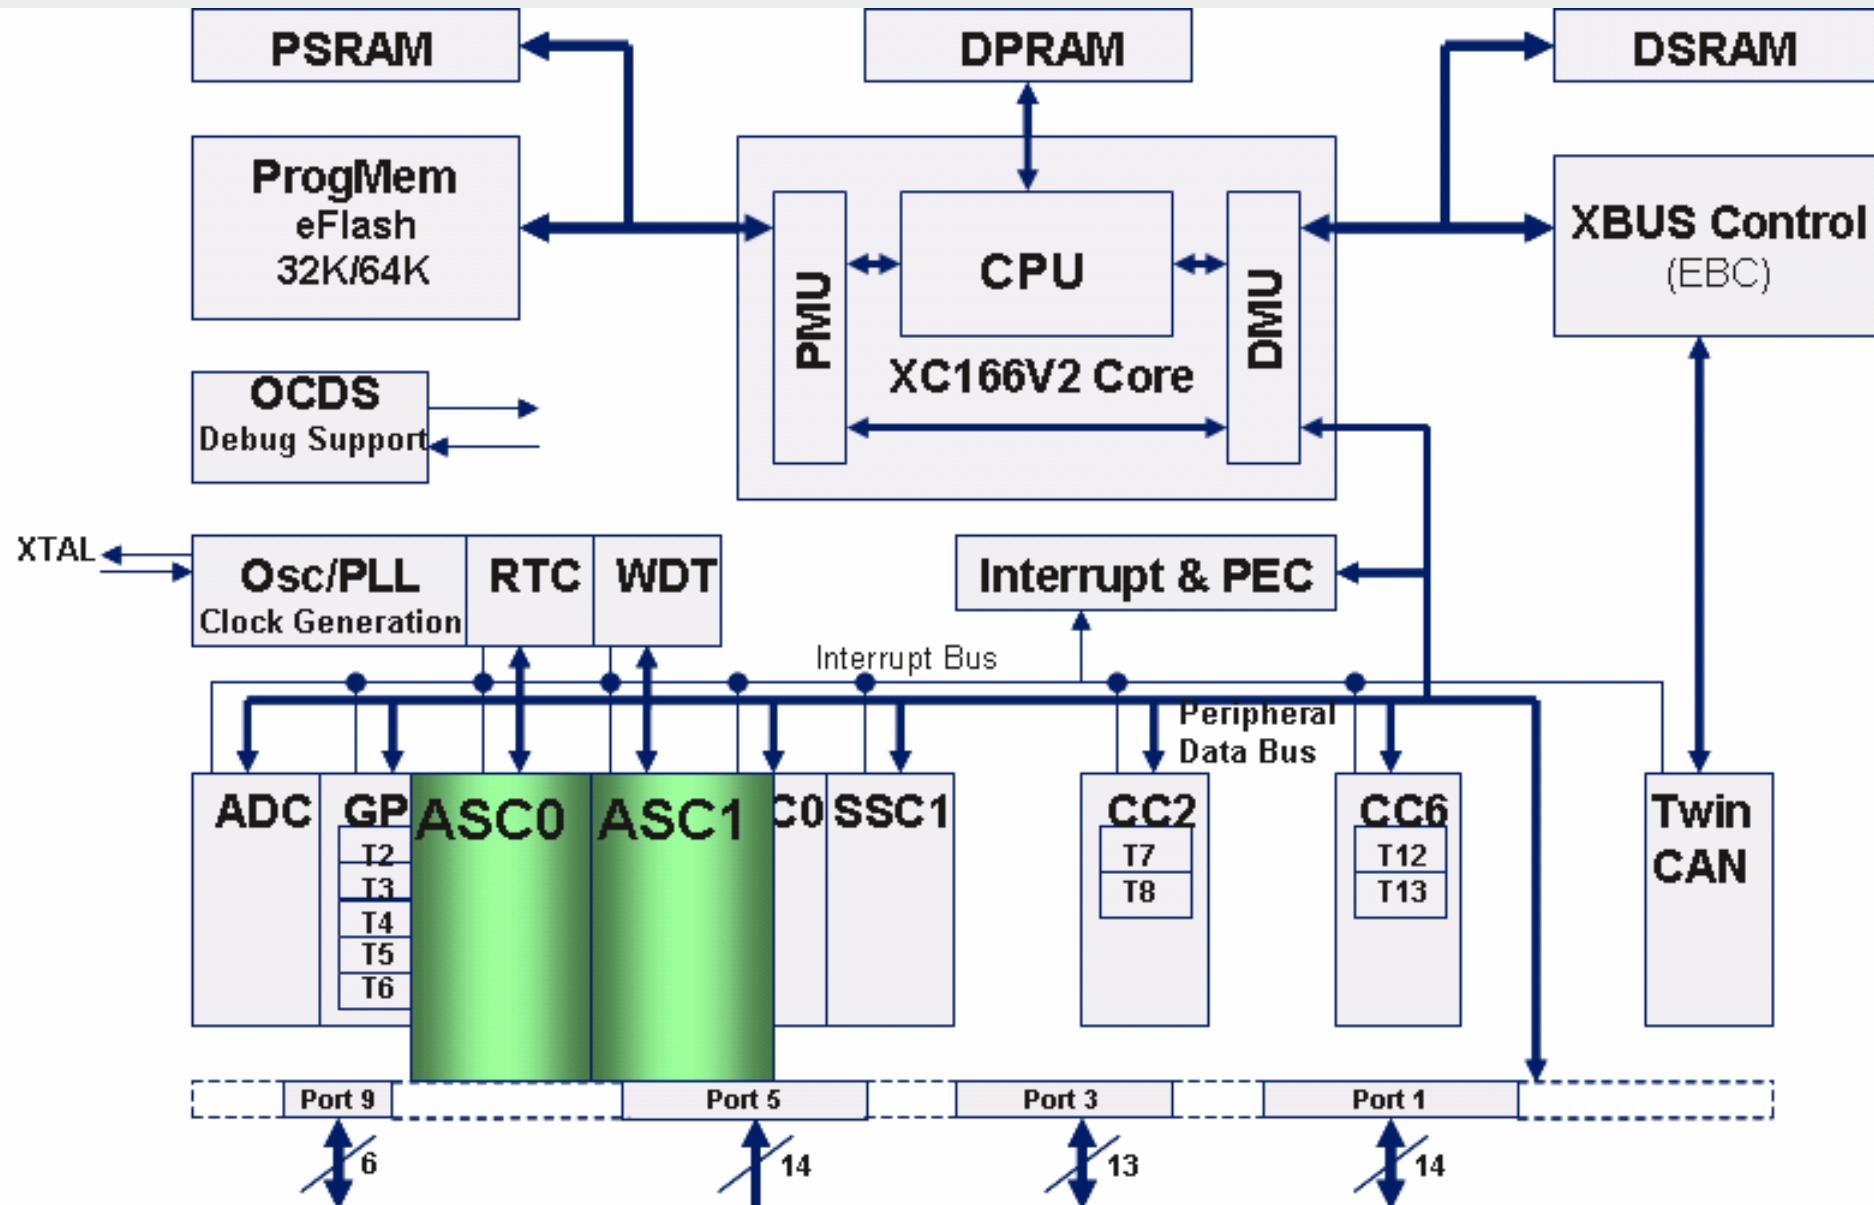 PSRAM
DPRAM
DSRAM
ProgMem
eFlash
32K/64K
XBUS Control
(EBC)
PMU
CPU
DMU
XC166V2 Core
OCDS
Debug Support
XTAL
Osc/PLL
Clock Generation
RTC
WDT
Interrupt & PEC
Interrupt Bus
Peripheral
Data Bus
ADC
GP
T2
T3
T4
T5
T6
ASC0
ASC1
C0
SSC1
CC2
T7
T8
CC6
T12
T13
Twin
CAN
Port 9
Port 5
Port 3
Port 1
6
14
13
14